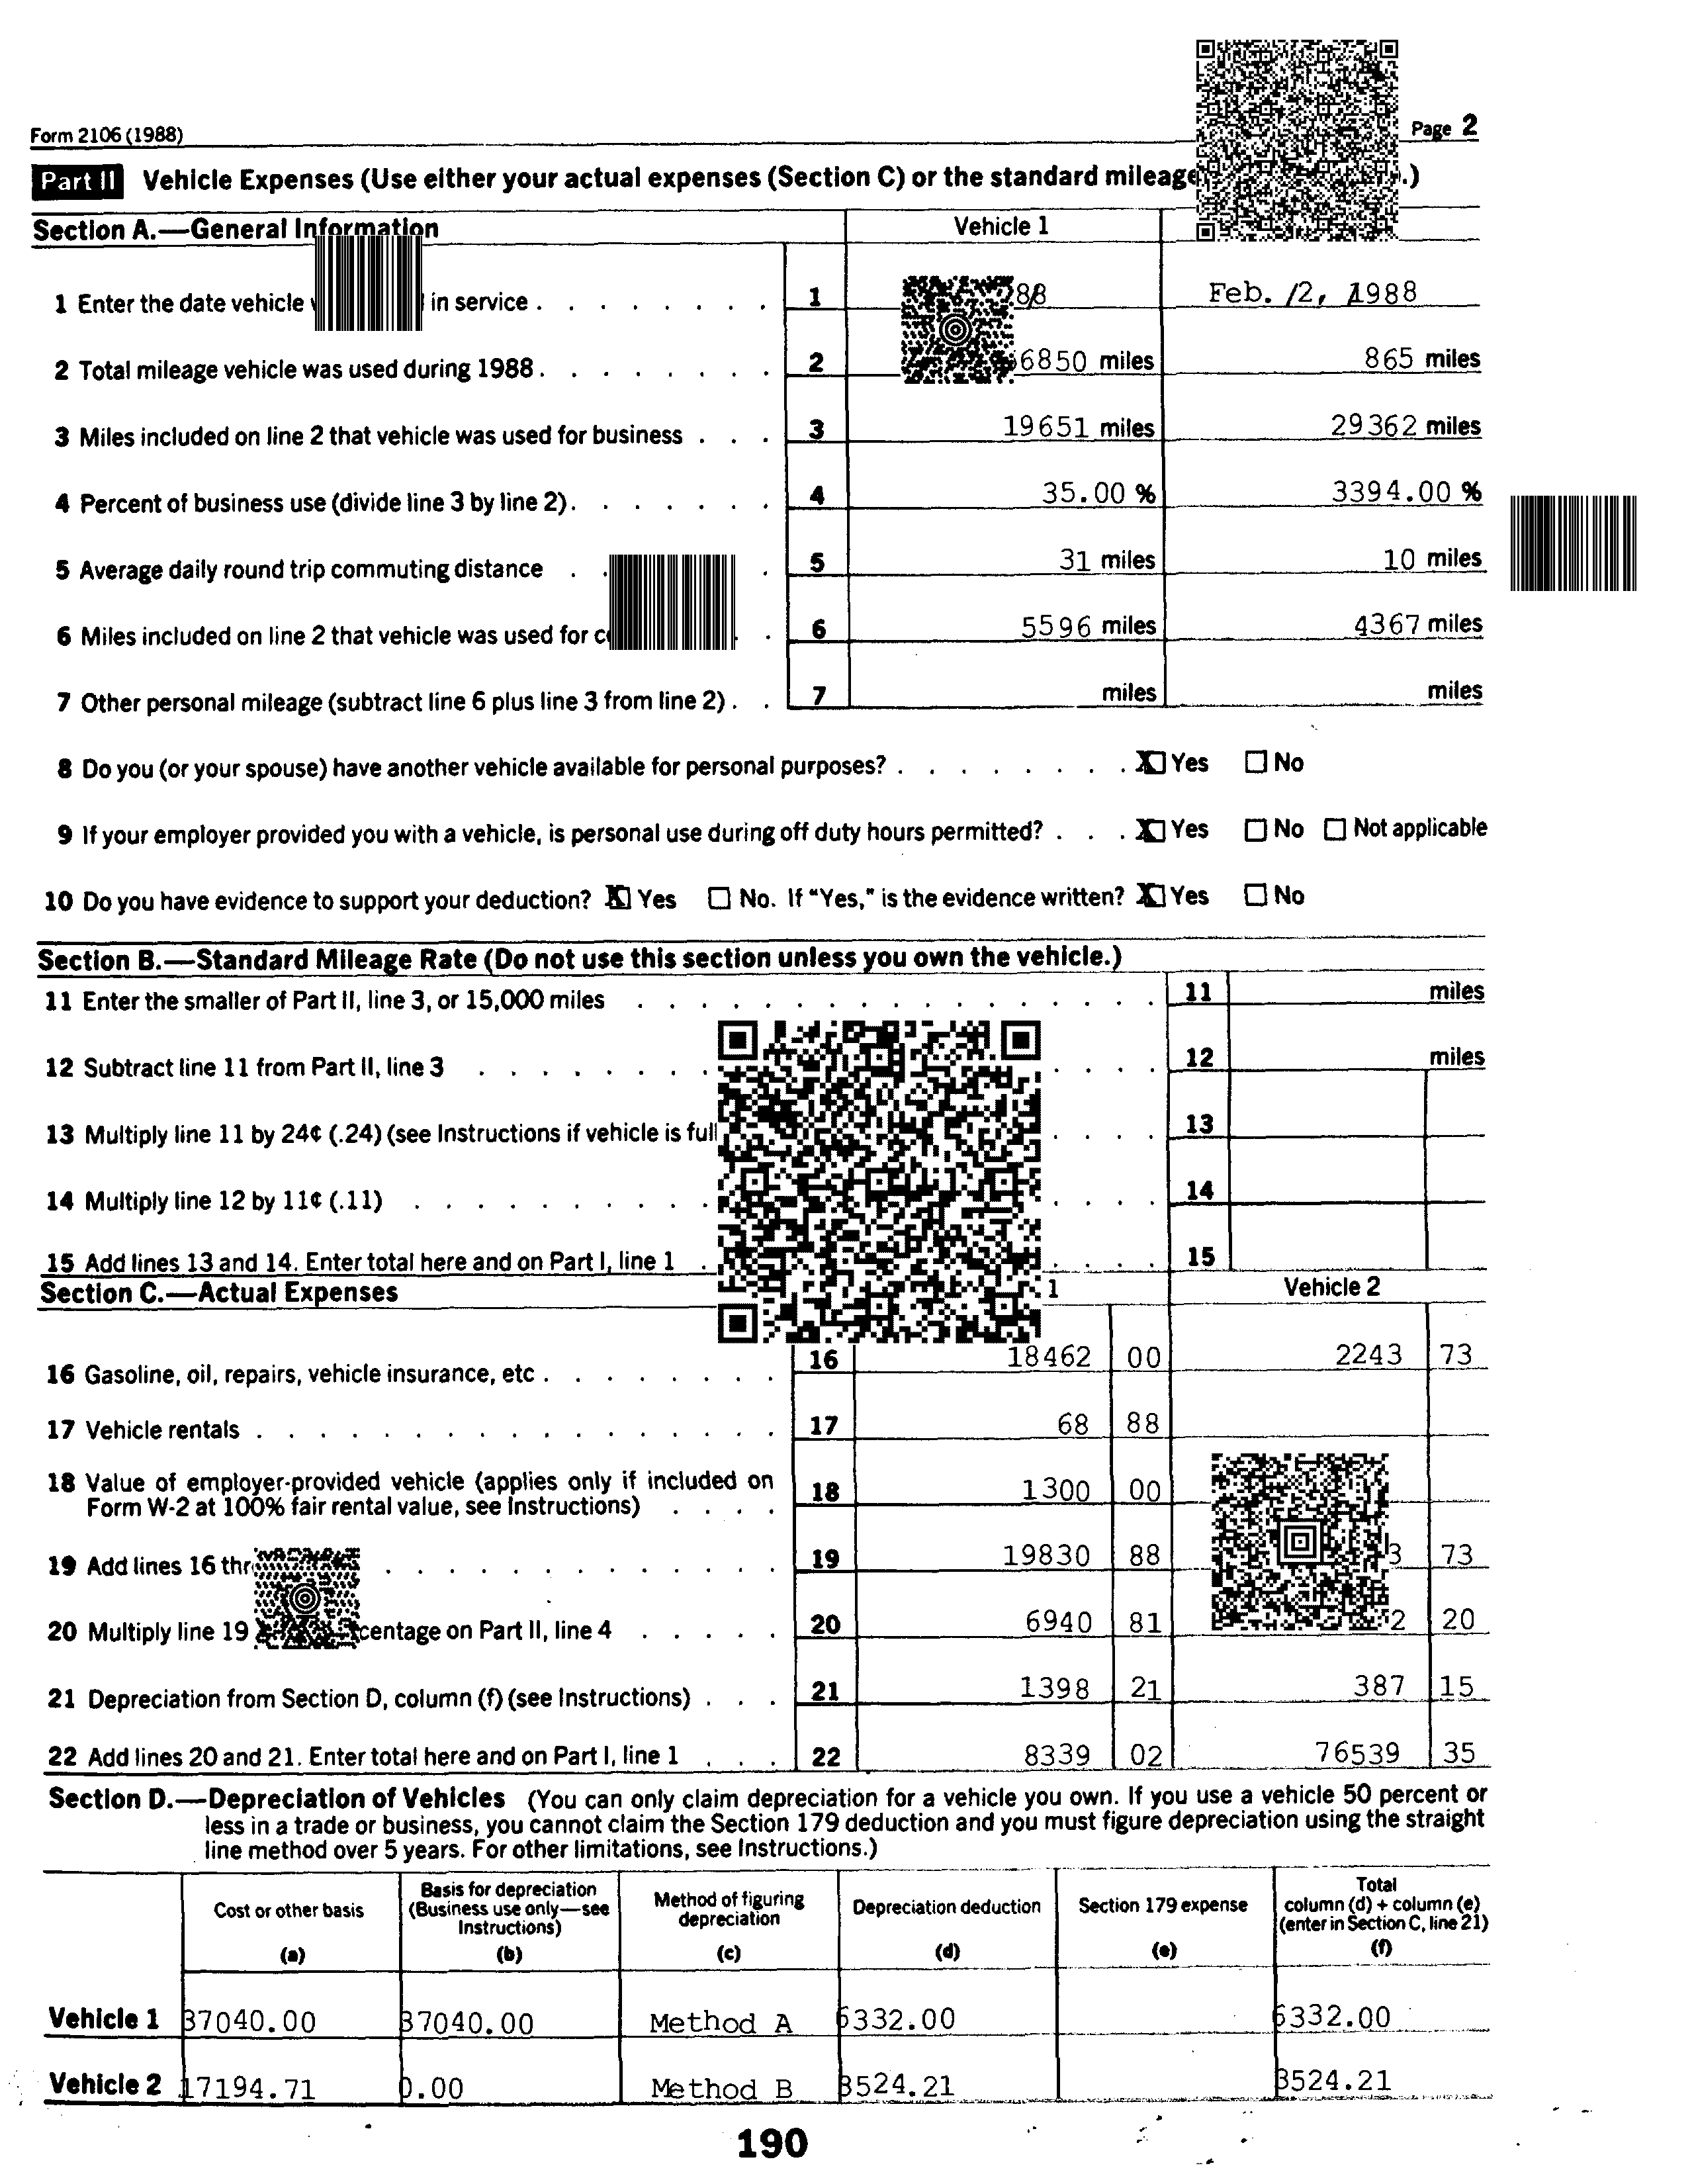 Form 2106 (1988)
Page 2
Part II Vehicle Expenses (Use either your actual expenses (Section C) or the standard mileage .)
Section A.—General Information
Vehicle 1
1 Enter the date vehicle in service . . . . . . . . 1 Feb. /2, 1988
2 Total mileage vehicle was used during 1988 . . . . . . . . 2 6850 miles 865 miles
3 Miles included on line 2 that vehicle was used for business . . . 3 19651 miles 29362 miles
4 Percent of business use (divide line 3 by line 2) . . . . . . . 4 35.00 % 3394.00 %
5 Average daily round trip commuting distance . . . 5 31 miles 10 miles
6 Miles included on line 2 that vehicle was used for . . 6 5596 miles 4367 miles
7 Other personal mileage (subtract line 6 plus line 3 from line 2) . . 7 miles miles
8 Do you (or your spouse) have another vehicle available for personal purposes? . . . . . . . . X Yes ☐ No
9 If your employer provided you with a vehicle, is personal use during off duty hours permitted? . . . X Yes ☐ No ☐ Not applicable
10 Do you have evidence to support your deduction? X Yes ☐ No. If “Yes,” is the evidence written? X Yes ☐ No
Section B.—Standard Mileage Rate (Do not use this section unless you own the vehicle.)
11 Enter the smaller of Part II, line 3, or 15,000 miles . . . . . . . . . . . . . . . . 11 miles
12 Subtract line 11 from Part II, line 3 . . . . . . . . . . . . 12 miles
13 Multiply line 11 by 24¢ (.24) (see Instructions if vehicle is . . . . 13
14 Multiply line 12 by 11¢ (.11) . . . . . . . . . . . . . . 14
15 Add lines 13 and 14. Enter total here and on Part I, line 1 . . . . . 15
Section C.—Actual Expenses 1 Vehicle 2
16 Gasoline, oil, repairs, vehicle insurance, etc . . . . . . . . 16 18462 00 2243 73
17 Vehicle rentals . . . . . . . . . . . . . . . . . 17 68 88
18 Value of employer-provided vehicle (applies only if included on
Form W-2 at 100% fair rental value, see Instructions) . . . . 18 1300 00
19 Add lines 16 . . . . . . . . . . . . . 19 19830 88 3 73
20 Multiply line 19 on Part II, line 4 . . . . . 20 6940 81 2 20
21 Depreciation from Section D, column (f) (see Instructions) . . . 21 1398 21 387 15
22 Add lines 20 and 21. Enter total here and on Part I, line 1 . . . 22 8339 02 76539 35
Section D.—Depreciation of Vehicles (You can only claim depreciation for a vehicle you own. If you use a vehicle 50 percent or
less in a trade or business, you cannot claim the Section 179 deduction and you must figure depreciation using the straight
line method over 5 years. For other limitations, see Instructions.)
Cost or other basis
(a)
Basis for depreciation
(Business use only—see
Instructions)
(b)
Method of figuring
depreciation
(c)
Depreciation deduction
(d)
Section 179 expense
(e)
Total
column (d) + column (e)
(enter in Section C, line 21)
(f)
Vehicle 1 37040.00 37040.00 Method A 6332.00 6332.00
Vehicle 2 17194.71 0.00 Method B 3524.21 3524.21
190